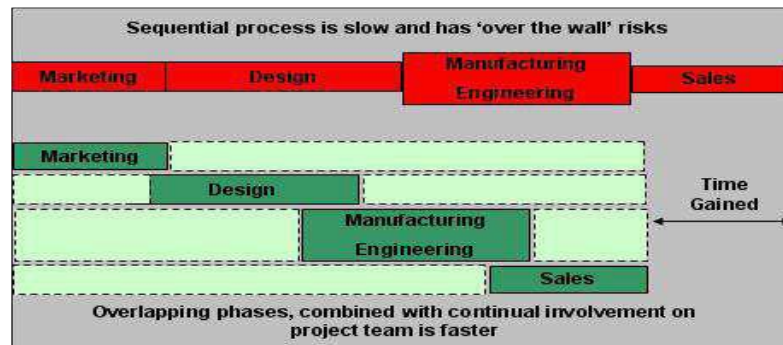 Sequential process is slow and has ‘over the wall’ risks
Marketing
Design
Manufacturing
Engineering
Sales
Marketing
Design
Manufacturing
Engineering
Sales
Time
Gained
Overlapping phases, combined with continual involvement on
project team is faster